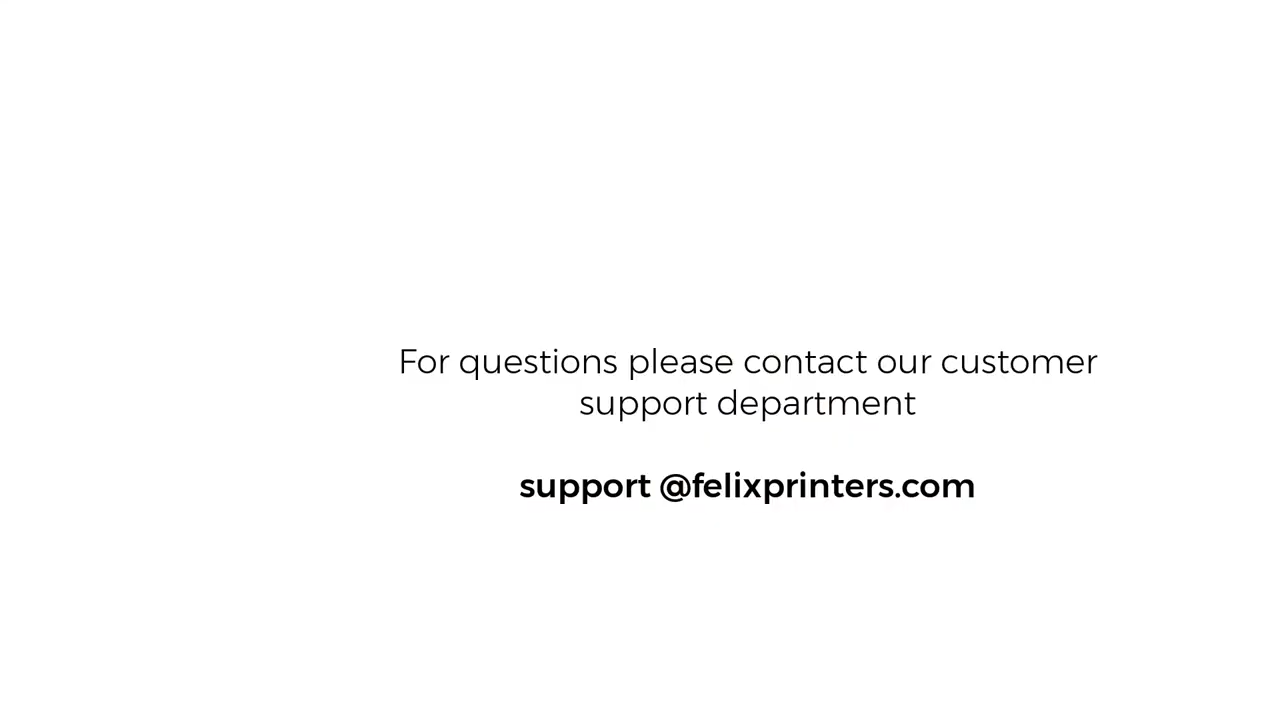 For questions please contact our customer
support department
support @felixprinters.com